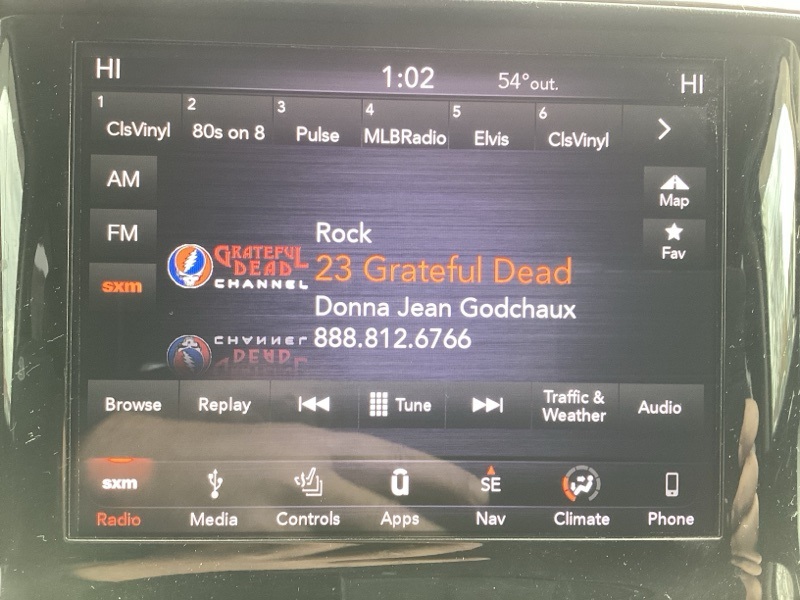 HI 1:02 54°out. HI
1 ClsVinyl 2 80s on 8 3 Pulse 4 MLBRadio 5 Elvis 6 ClsVinyl
AM
Map
FM
Fav
sxm
GRATEFUL
DEAD
CHANNEL
Rock
23 Grateful Dead
Donna Jean Godchaux
888.812.6766
Browse Replay Tune Traffic & Weather Audio
sxm SE
Radio Media Controls Apps Nav Climate Phone